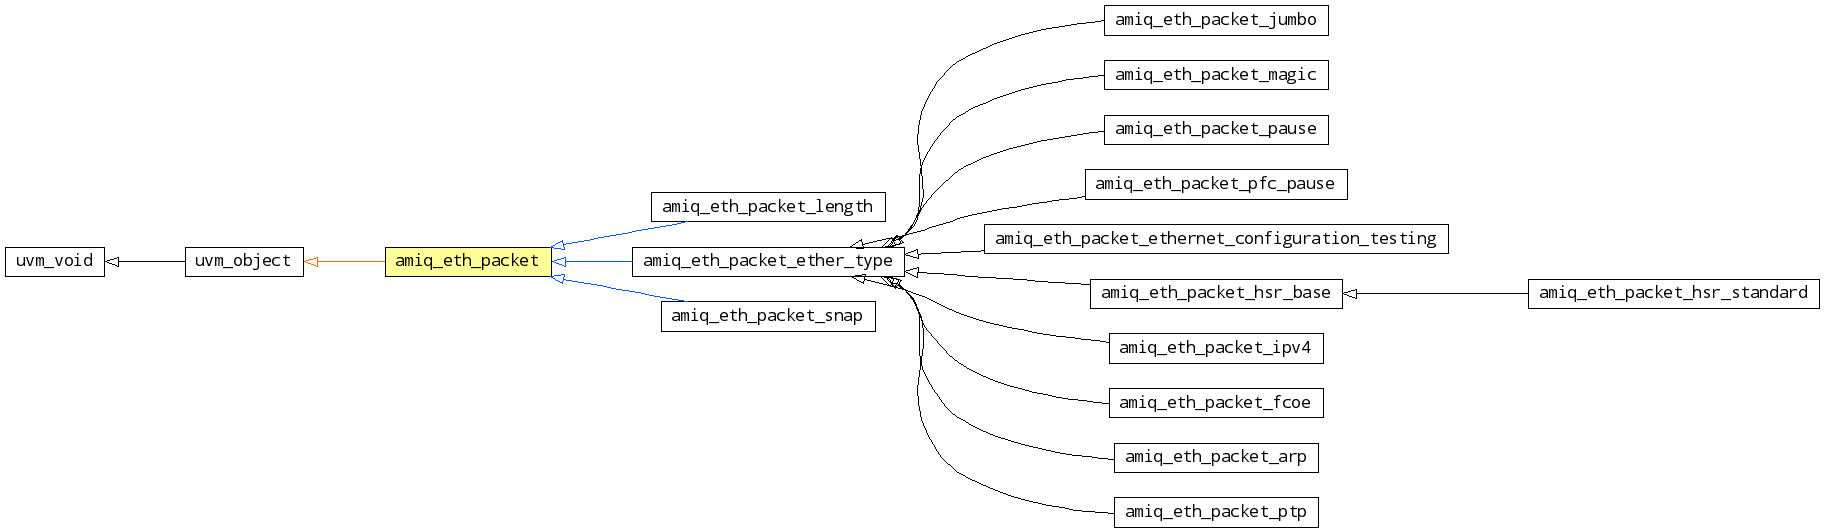 amiq_eth_packet_jumbo
amiq_eth_packet_magic
amiq_eth_packet_pause
amiq_eth_packet_pfc_pause
amiq_eth_packet_length
amiq_eth_packet_ethernet_configuration_testing
uvm_void
uvm_object
amiq_eth_packet
amiq_eth_packet_ether_type
amiq_eth_packet_hsr_base
amiq_eth_packet_hsr_standard
amiq_eth_packet_snap
amiq_eth_packet_ipv4
amiq_eth_packet_fcoe
amiq_eth_packet_arp
amiq_eth_packet_ptp